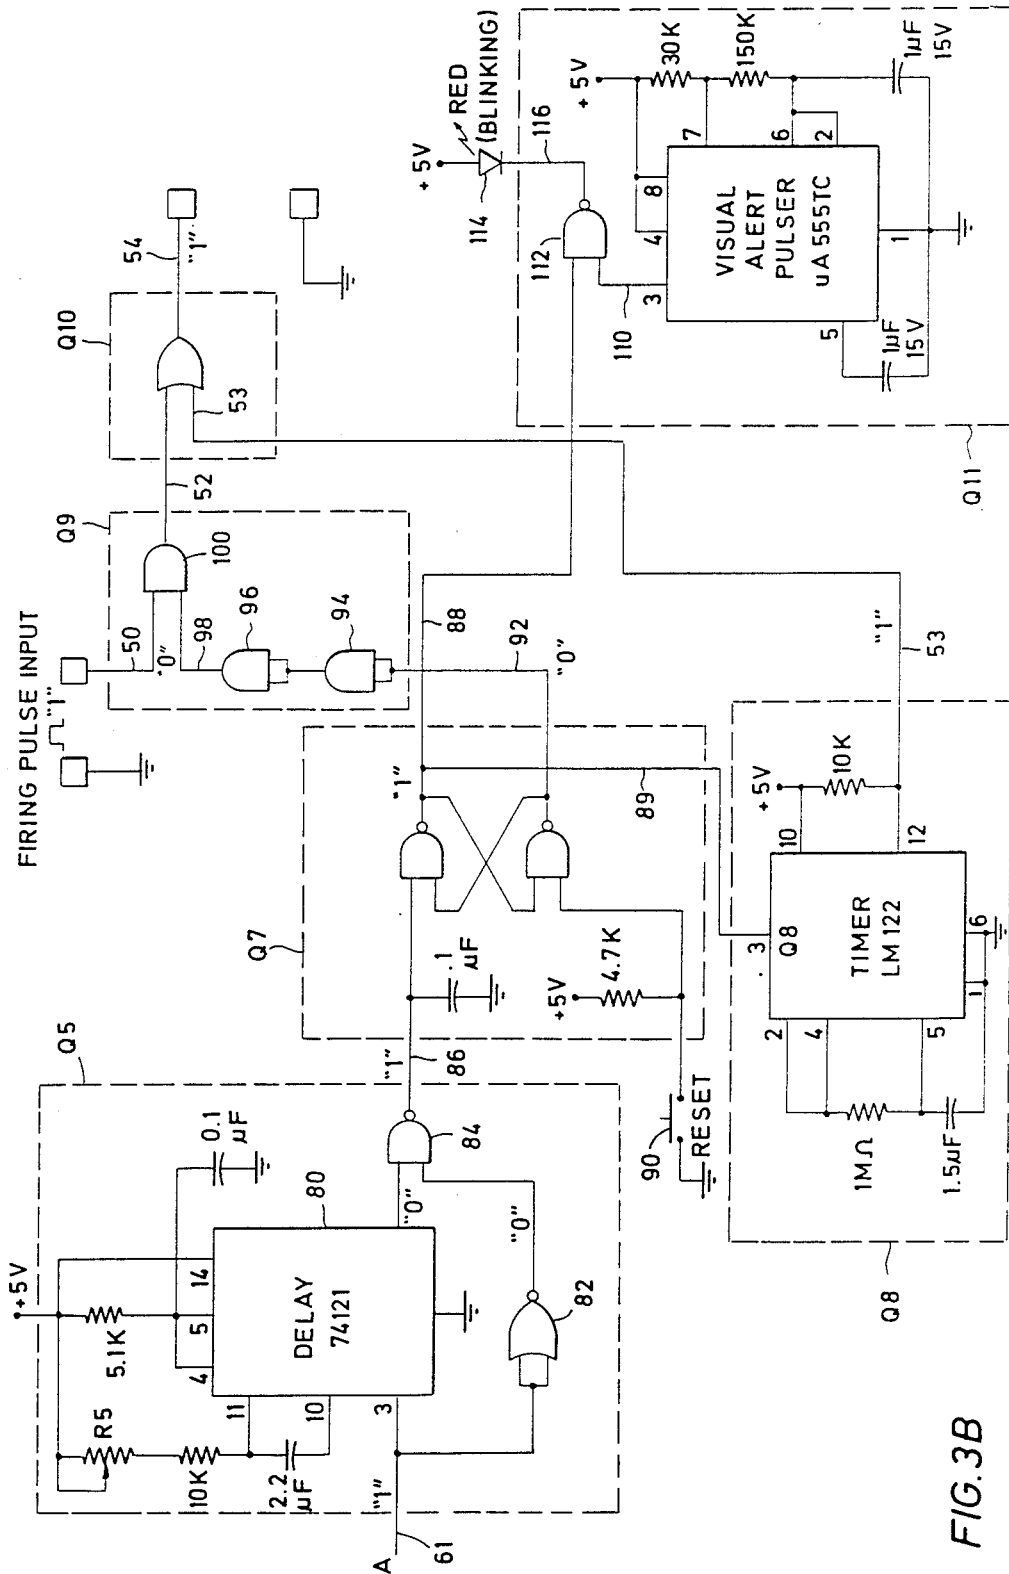 FIRING PULSE INPUT
"1"
50
"0"
98
96
94
92
"0"
100
Q9
52
Q10
53
54
"1"
+5V
RED
(BLINKING)
114
116
112
110
88
Q11
+5V
30K
150K
7
6
2
8
4
3
5
1
VISUAL
ALERT
PULSER
uA555TC
1µF
15V
1µF
15V
Q5
+5V
R5
5.1K
10K
2.2
µF
0.1
µF
11
10
3
4
5
14
DELAY
74121
80
"0"
84
"0"
82
A
61
"1"
"1"
86
Q7
.1
µF
+5V
4.7K
"1"
89
90
RESET
Q8
3
Q8
TIMER
LM122
2
4
5
1
6
10
12
+5V
10K
1MΩ
1.5µF
"1"
53
FIG.3B